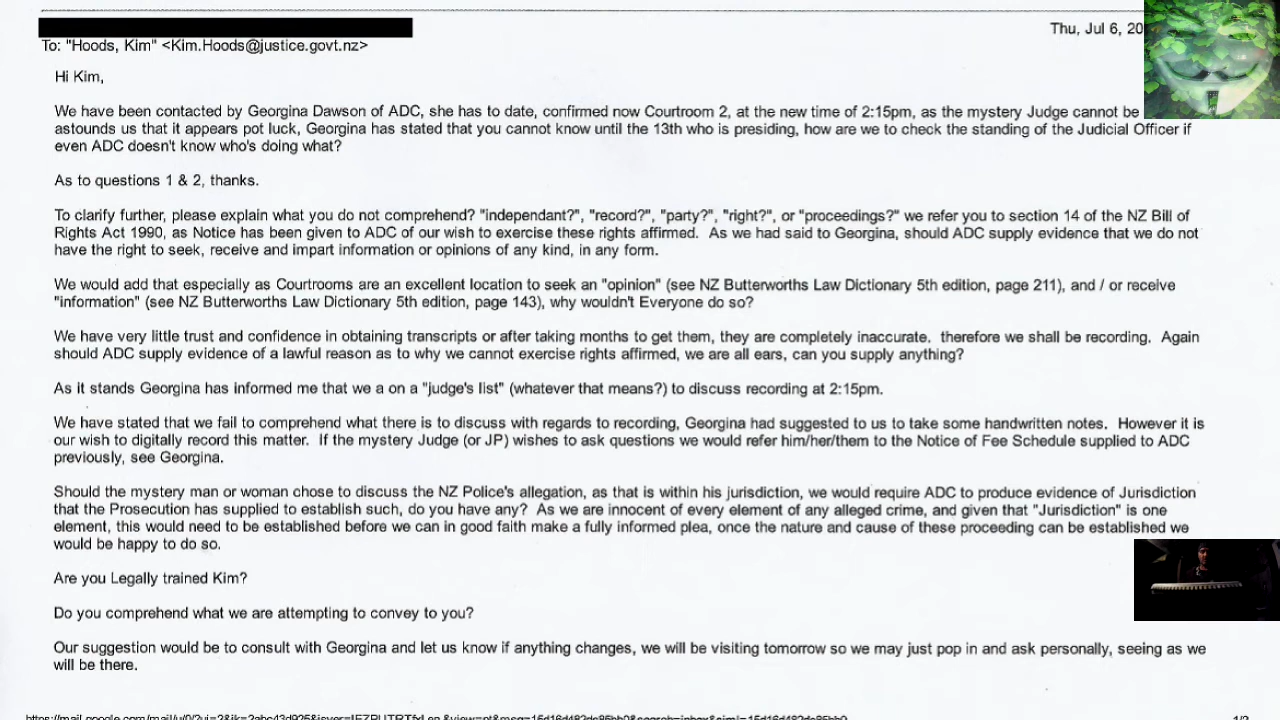 Thu, Jul 6, 20
To: "Hoods, Kim" <Kim.Hoods@justice.govt.nz>
Hi Kim,
We have been contacted by Georgina Dawson of ADC, she has to date, confirmed now Courtroom 2, at the new time of 2:15pm, as the mystery Judge cannot be
astounds us that it appears pot luck, Georgina has stated that you cannot know until the 13th who is presiding, how are we to check the standing of the Judicial Officer if
even ADC doesn't know who's doing what?
As to questions 1 & 2, thanks.
To clarify further, please explain what you do not comprehend? "independant?", "record?", "party?", "right?", or "proceedings?" we refer you to section 14 of the NZ Bill of
Rights Act 1990, as Notice has been given to ADC of our wish to exercise these rights affirmed. As we had said to Georgina, should ADC supply evidence that we do not
have the right to seek, receive and impart information or opinions of any kind, in any form.
We would add that especially as Courtrooms are an excellent location to seek an "opinion" (see NZ Butterworths Law Dictionary 5th edition, page 211), and / or receive
"information" (see NZ Butterworths Law Dictionary 5th edition, page 143), why wouldn't Everyone do so?
We have very little trust and confidence in obtaining transcripts or after taking months to get them, they are completely inaccurate. therefore we shall be recording. Again
should ADC supply evidence of a lawful reason as to why we cannot exercise rights affirmed, we are all ears, can you supply anything?
As it stands Georgina has informed me that we a on a "judge's list" (whatever that means?) to discuss recording at 2:15pm.
We have stated that we fail to comprehend what there is to discuss with regards to recording, Georgina had suggested to us to take some handwritten notes. However it is
our wish to digitally record this matter. If the mystery Judge (or JP) wishes to ask questions we would refer him/her/them to the Notice of Fee Schedule supplied to ADC
previously, see Georgina.
Should the mystery man or woman chose to discuss the NZ Police's allegation, as that is within his jurisdiction, we would require ADC to produce evidence of Jurisdiction
that the Prosecution has supplied to establish such, do you have any? As we are innocent of every element of any alleged crime, and given that "Jurisdiction" is one
element, this would need to be established before we can in good faith make a fully informed plea, once the nature and cause of these proceeding can be established we
would be happy to do so.
Are you Legally trained Kim?
Do you comprehend what we are attempting to convey to you?
Our suggestion would be to consult with Georgina and let us know if anything changes, we will be visiting tomorrow so we may just pop in and ask personally, seeing as we
will be there.
1/2